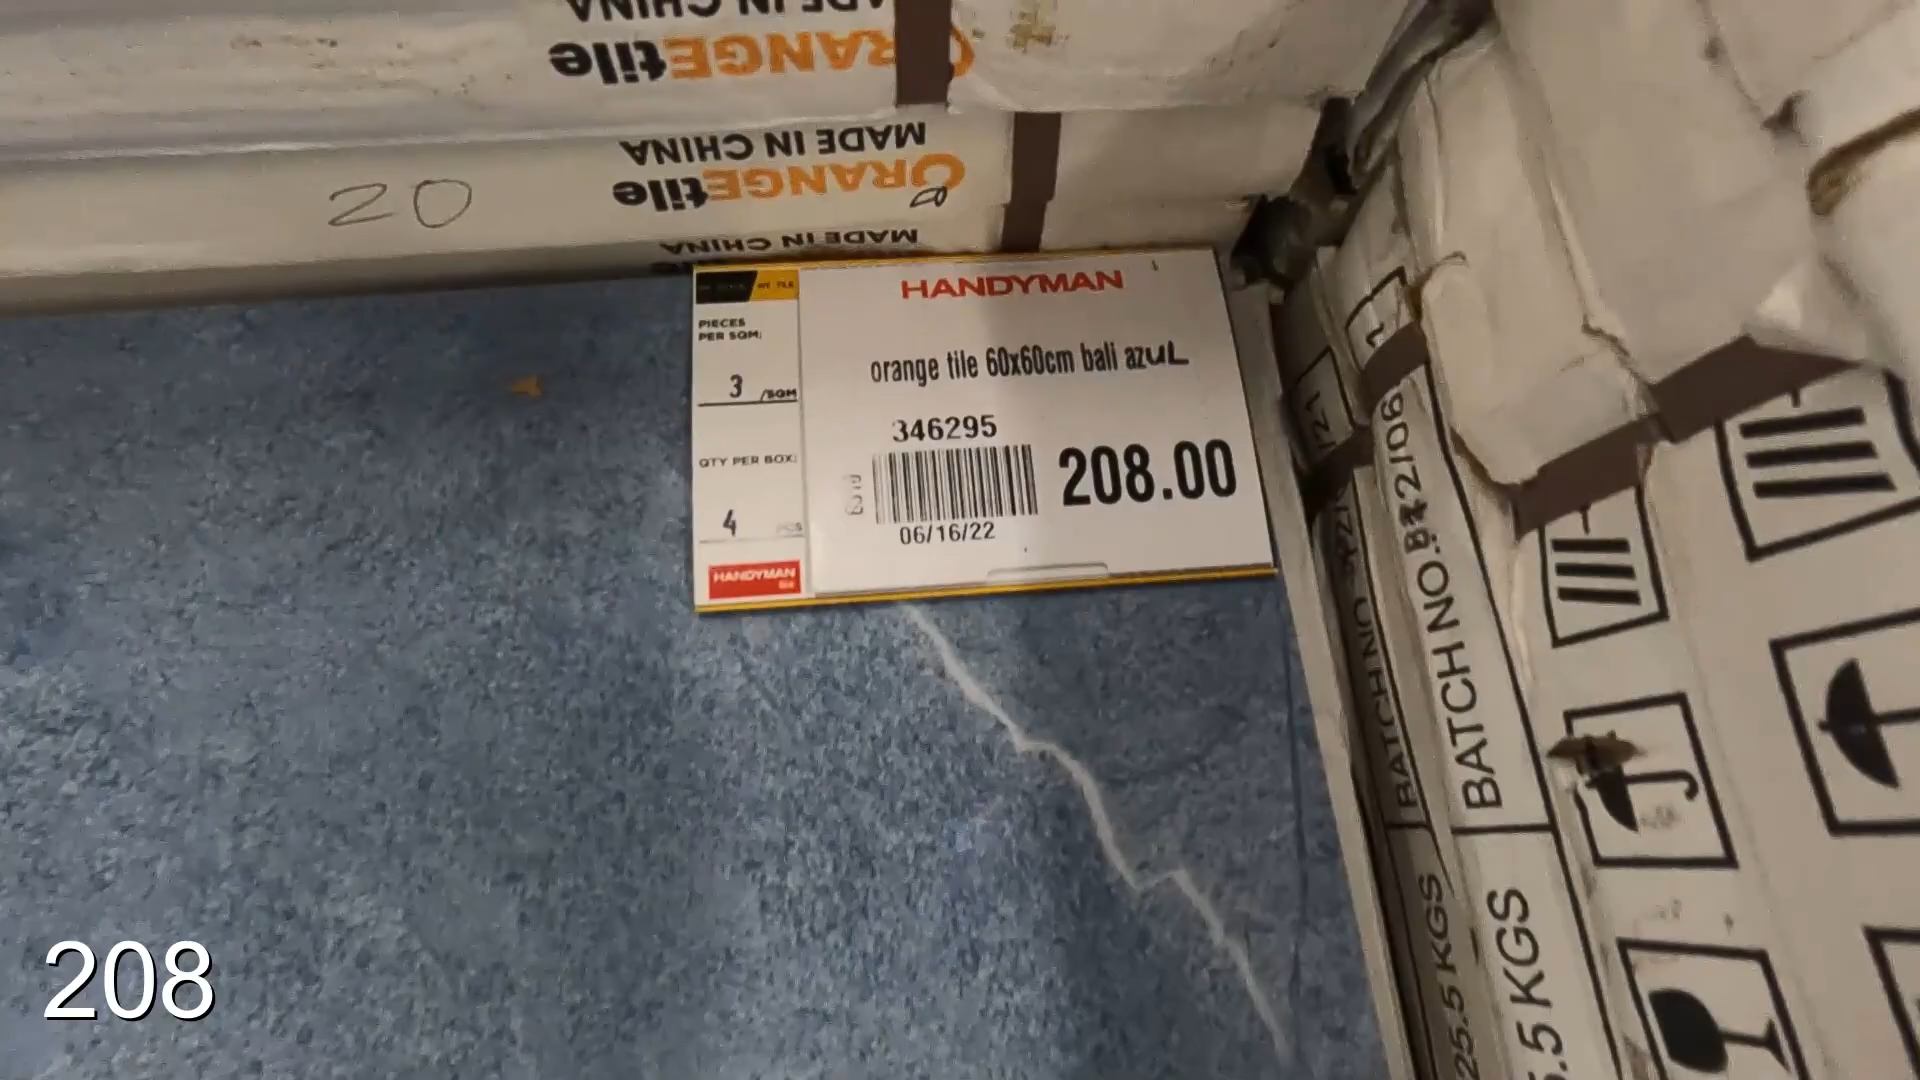 MADE IN CHINA
ORANGEtile
MADE IN CHINA
ORANGEtile
20
MADE IN CHINA
HANDYMAN
PIECES
PER SQM:
3 /SQM
QTY PER BOX:
4 PCS
HANDYMAN
orange tile 60x60cm bali azuL
346295
208.00
06/16/22
BATCH NO.
BATCH NO.
25.5 KGS
5.5 KGS
208